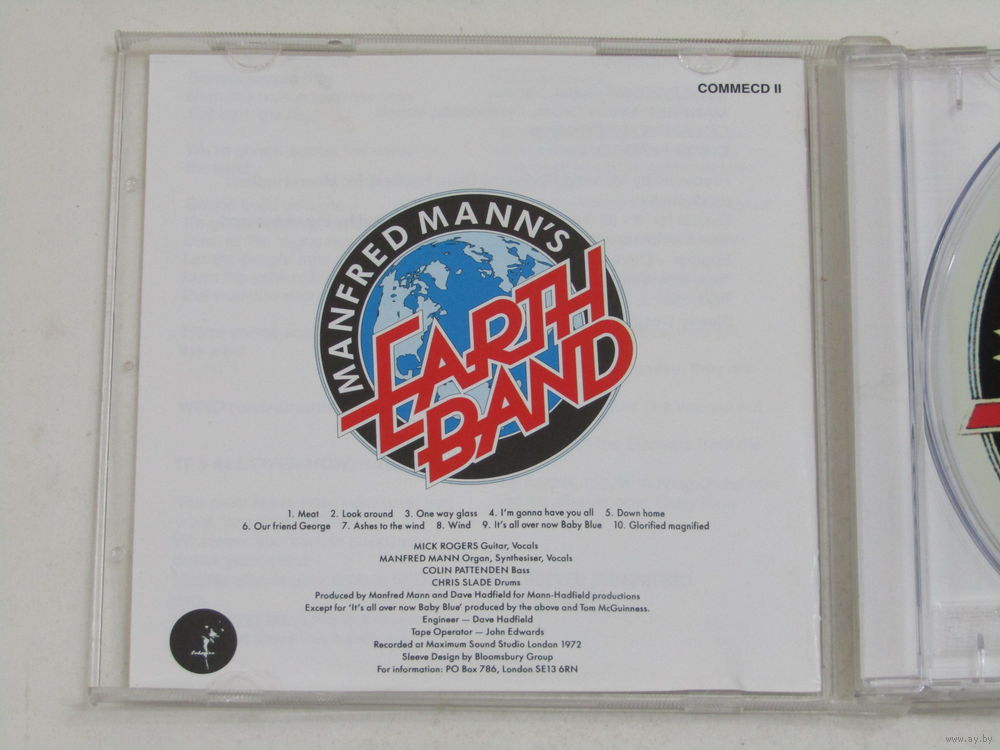 COMMECD II
MANFRED MANN'S
EARTH
BAND
1. Meat 2. Look around 3. One way glass 4. I'm gonna have you all 5. Down home
6. Our friend George 7. Ashes to the wind 8. Wind 9. It's all over now Baby Blue 10. Glorified magnified
MICK ROGERS Guitar, Vocals
MANFRED MANN Organ, Synthesiser, Vocals
COLIN PATTENDEN Bass
CHRIS SLADE Drums
Produced by Manfred Mann and Dave Hadfield for Mann-Hadfield productions
Except for 'It's all over now Baby Blue' produced by the above and Tom McGuinness.
Engineer — Dave Hadfield
Tape Operator — John Edwards
Recorded at Maximum Sound Studio London 1972
Sleeve Design by Bloomsbury Group
For information: PO Box 786, London SE13 6RN
www.ay.by